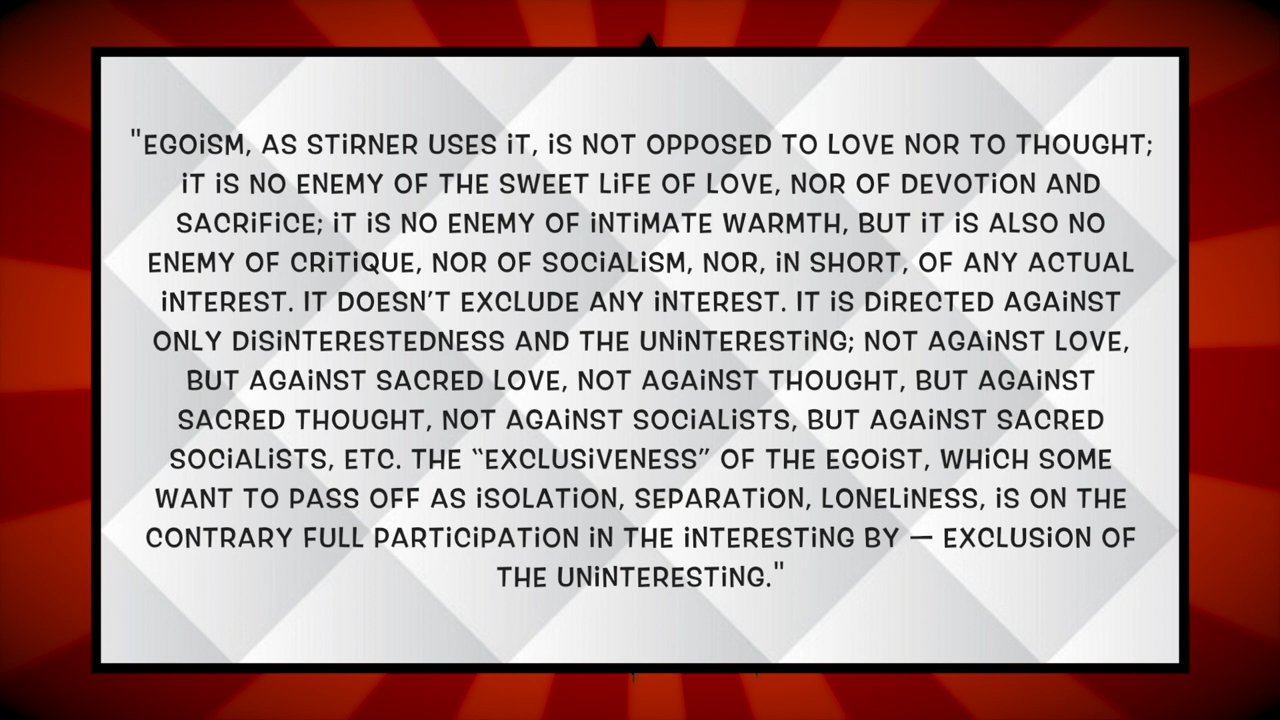 "EGOiSM, AS STiRNER USES iT, iS NOT OPPOSED TO LOVE NOR TO THOUGHT;
iT iS NO ENEMY OF THE SWEET LiFE OF LOVE, NOR OF DEVOTiON AND
SACRiFiCE; iT iS NO ENEMY OF iNTiMATE WARMTH, BUT iT iS ALSO NO
ENEMY OF CRiTiQUE, NOR OF SOCiALiSM, NOR, iN SHORT, OF ANY ACTUAL
iNTEREST. IT DOESN’T EXCLUDE ANY iNTEREST. IT iS DiRECTED AGAiNST
ONLY DiSiNTERESTEDNESS AND THE UNiNTERESTiNG; NOT AGAiNST LOVE,
BUT AGAiNST SACRED LOVE, NOT AGAiNST THOUGHT, BUT AGAiNST
SACRED THOUGHT, NOT AGAiNST SOCiALiSTS, BUT AGAiNST SACRED
SOCiALiSTS, ETC. THE “EXCLUSiVENESS” OF THE EGOiST, WHiCH SOME
WANT TO PASS OFF AS iSOLATiON, SEPARATiON, LONELiNESS, iS ON THE
CONTRARY FULL PARTiCiPATiON iN THE iNTERESTiNG BY — EXCLUSiON OF
THE UNiNTERESTiNG."